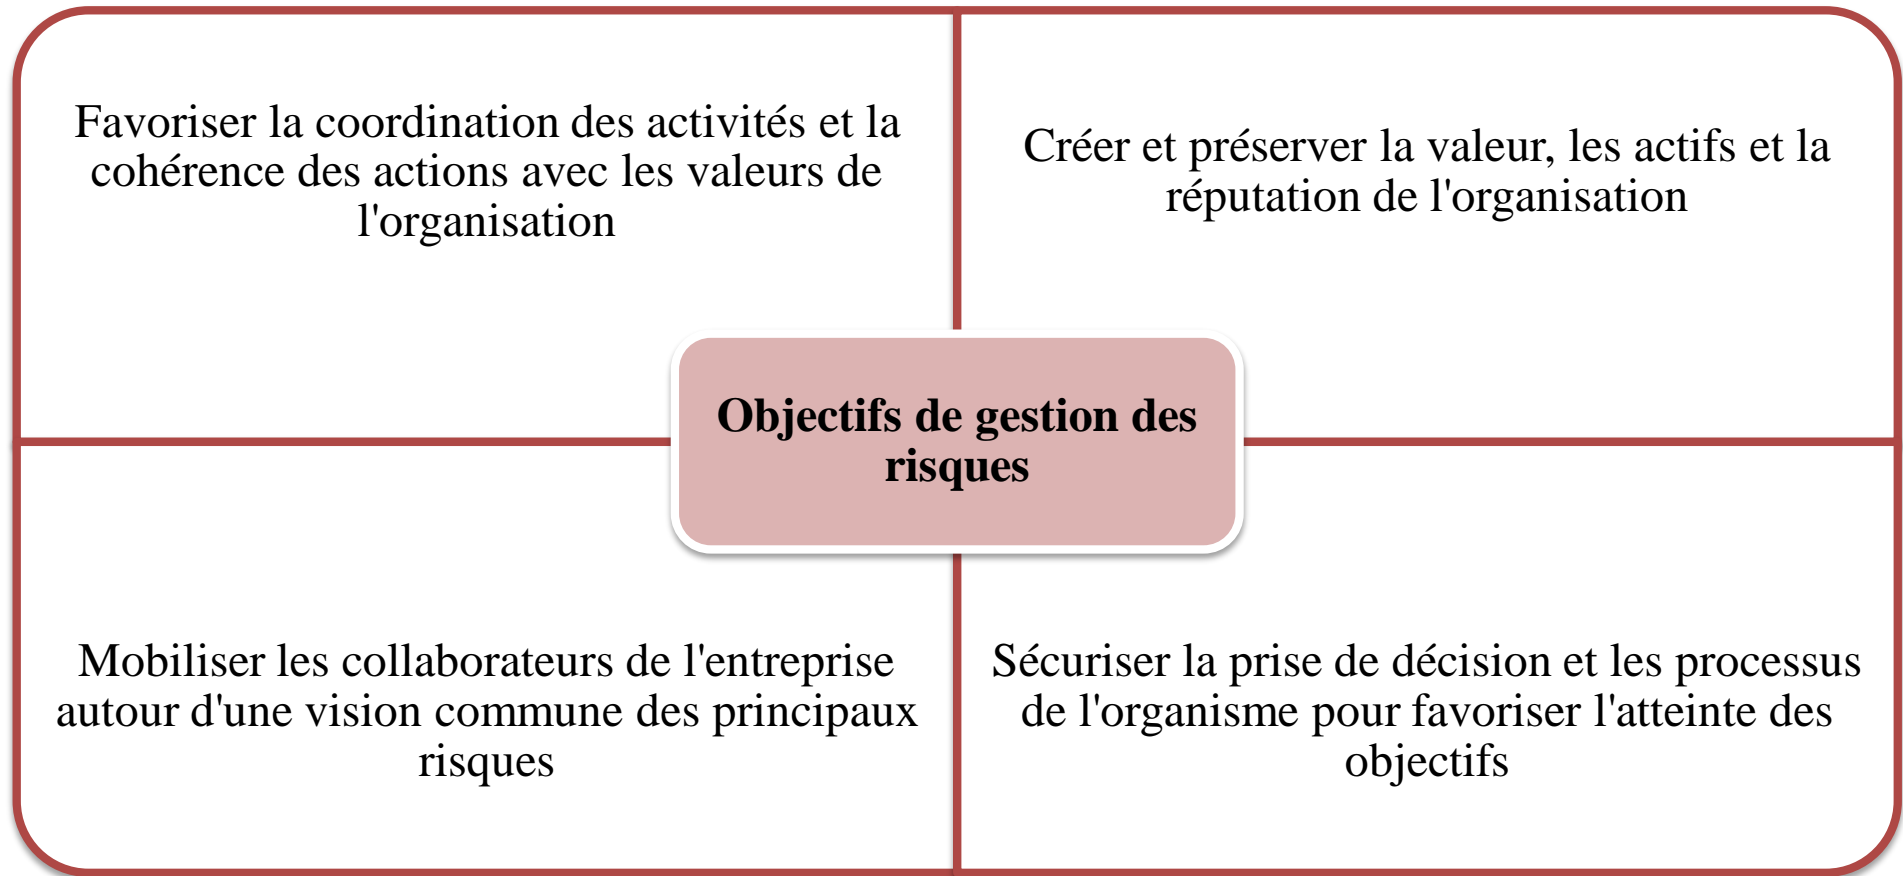 Favoriser la coordination des activités et la
cohérence des actions avec les valeurs de
l'organisation
Créer et préserver la valeur, les actifs et la
réputation de l'organisation
Objectifs de gestion des
risques
Mobiliser les collaborateurs de l'entreprise
autour d'une vision commune des principaux
risques
Sécuriser la prise de décision et les processus
de l'organisme pour favoriser l'atteinte des
objectifs